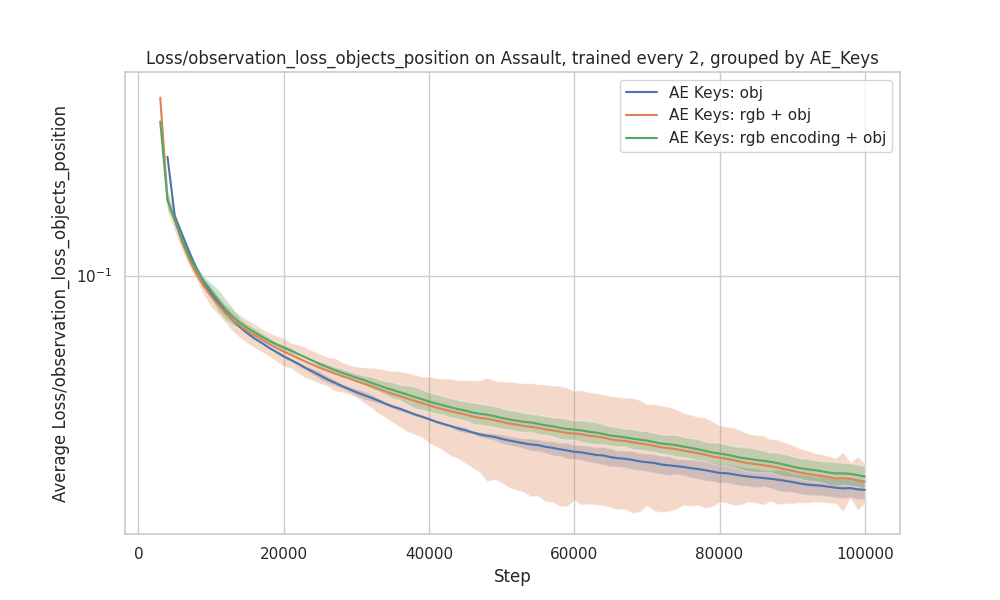 Loss/observation_loss_objects_position on Assault, trained every 2, grouped by AE_Keys
AE Keys: obj
AE Keys: rgb + obj
AE Keys: rgb encoding + obj
Average Loss/observation_loss_objects_position
10⁻¹
0 20000 40000 60000 80000 100000
Step